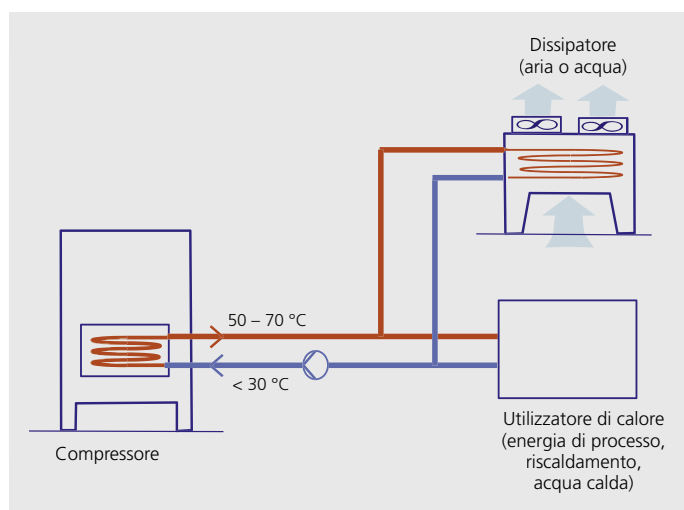 Dissipatore
(aria o acqua)
50 – 70 °C
< 30 °C
Compressore
Utilizzatore di calore
(energia di processo,
riscaldamento,
acqua calda)